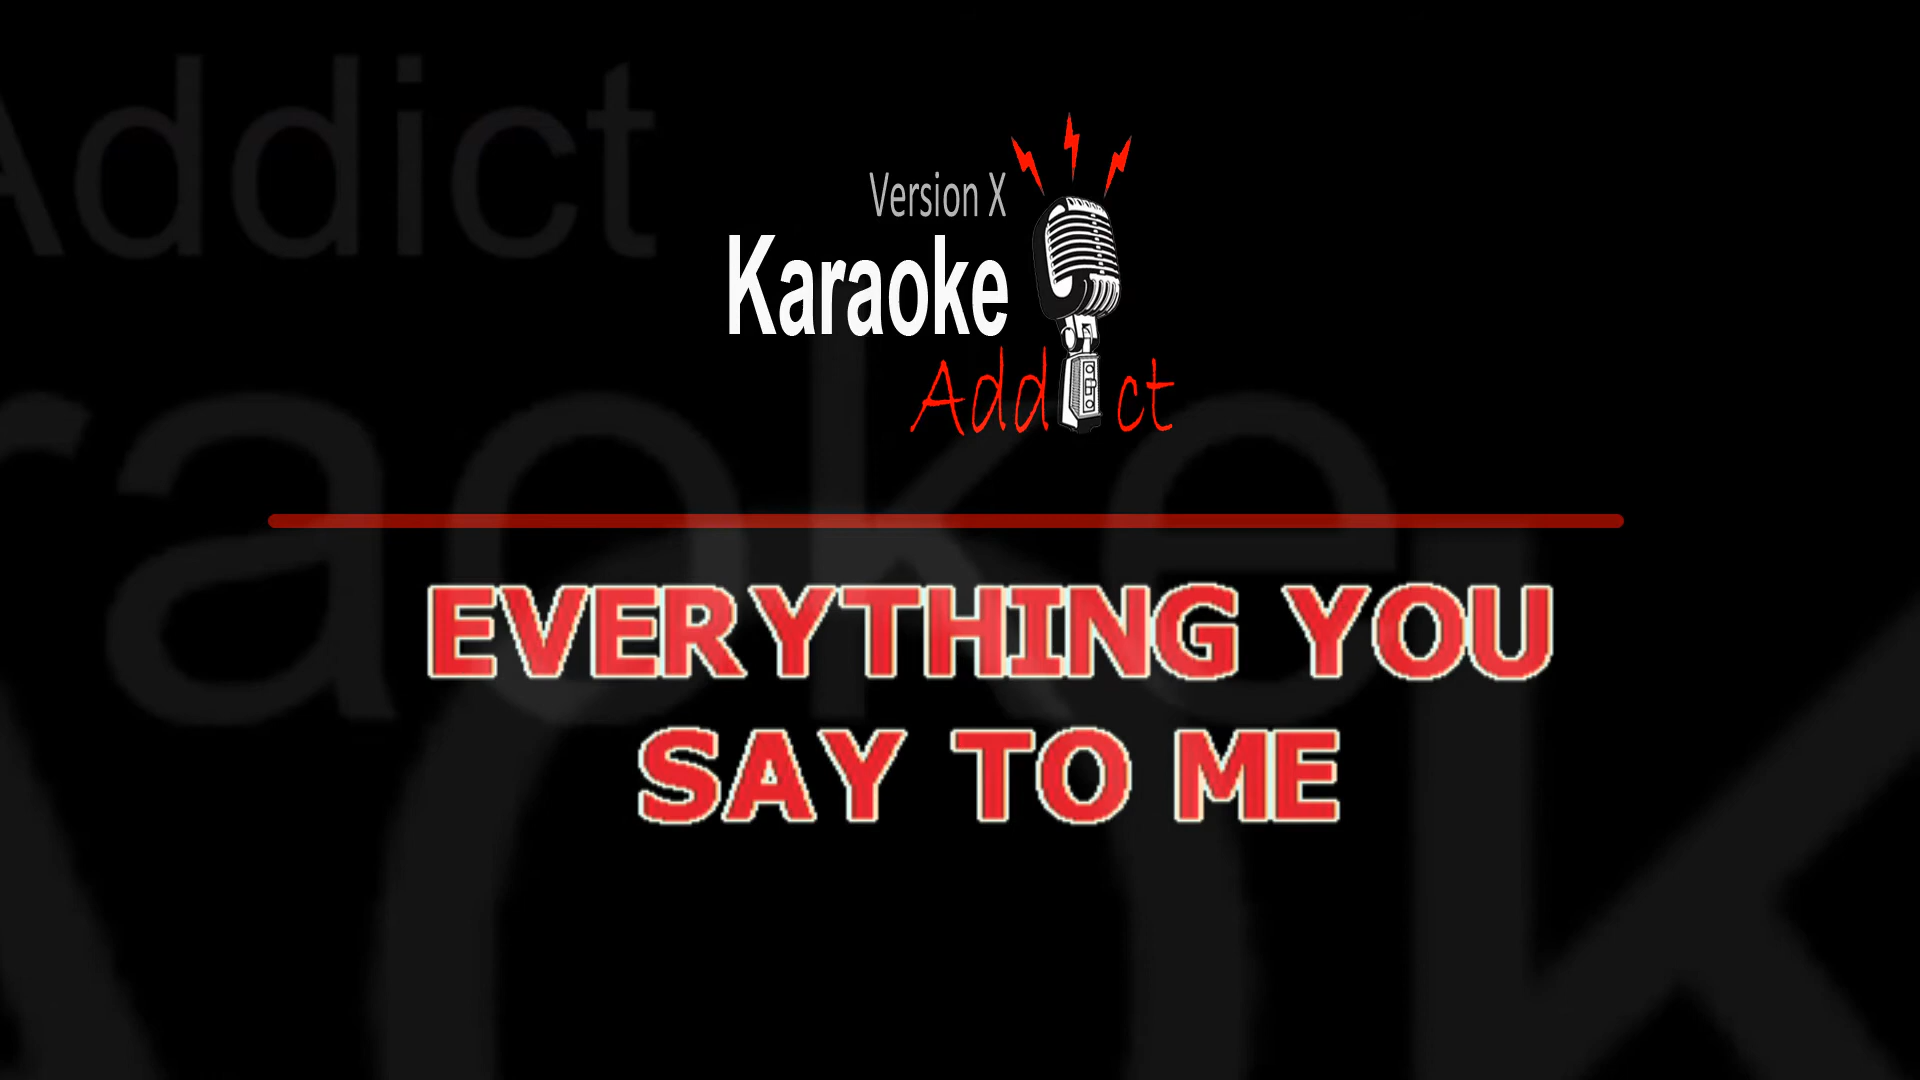 Addict
Version X
Karaoke
Addict
raoke
EVERYTHING YOU
SAY TO ME